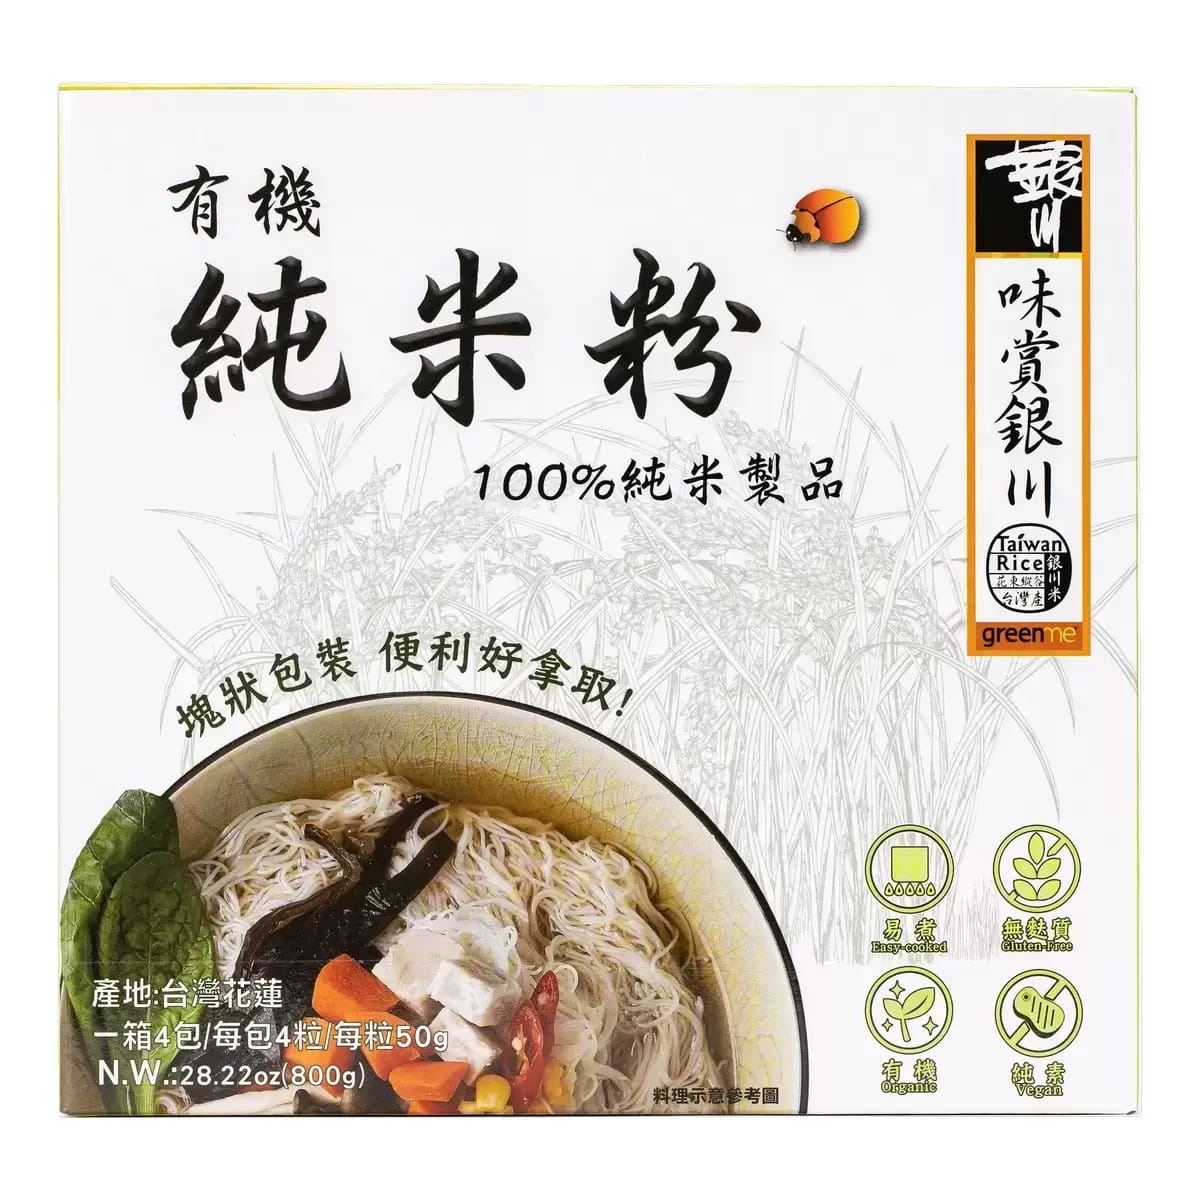 有機
純米粉
100%純米製品
塊狀包裝 便利好拿取!
銀川
味賞銀川
Taiwan
Rice
花東縱谷
台灣產
銀川米
greenme
易煮
Easy-cooked
無麩質
Gluten-Free
有機
Organic
純素
Vegan
產地:台灣花蓮
一箱4包/每包4粒/每粒50g
N.W.:28.22oz(800g)
料理示意參考圖